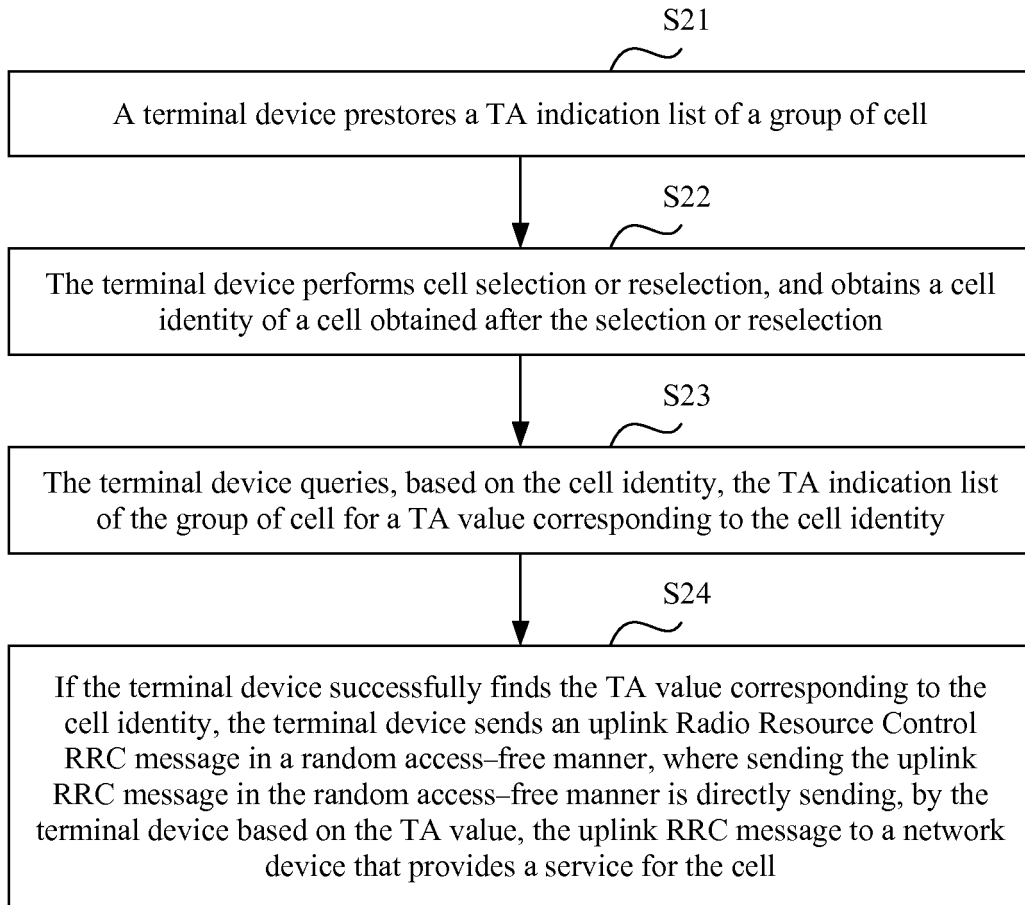 S21
A terminal device prestores a TA indication list of a group of cell
S22
The terminal device performs cell selection or reselection, and obtains a cell
identity of a cell obtained after the selection or reselection
S23
The terminal device queries, based on the cell identity, the TA indication list
of the group of cell for a TA value corresponding to the cell identity
S24
If the terminal device successfully finds the TA value corresponding to the
cell identity, the terminal device sends an uplink Radio Resource Control
RRC message in a random access–free manner, where sending the uplink
RRC message in the random access–free manner is directly sending, by the
terminal device based on the TA value, the uplink RRC message to a network
device that provides a service for the cell